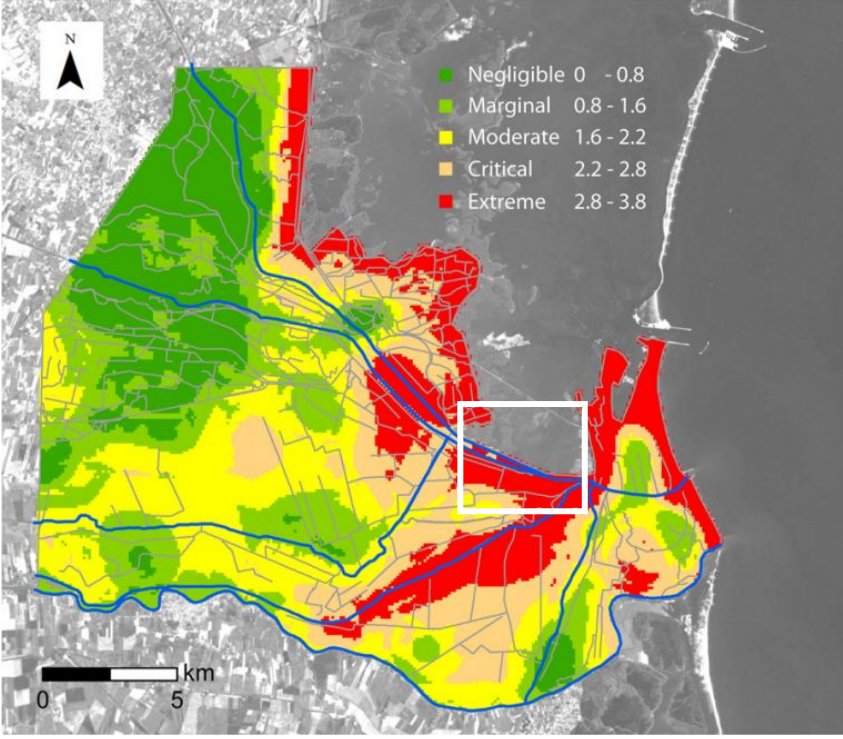 N
Negligible 0 - 0.8
Marginal 0.8 - 1.6
Moderate 1.6 - 2.2
Critical 2.2 - 2.8
Extreme 2.8 - 3.8
km
0 5